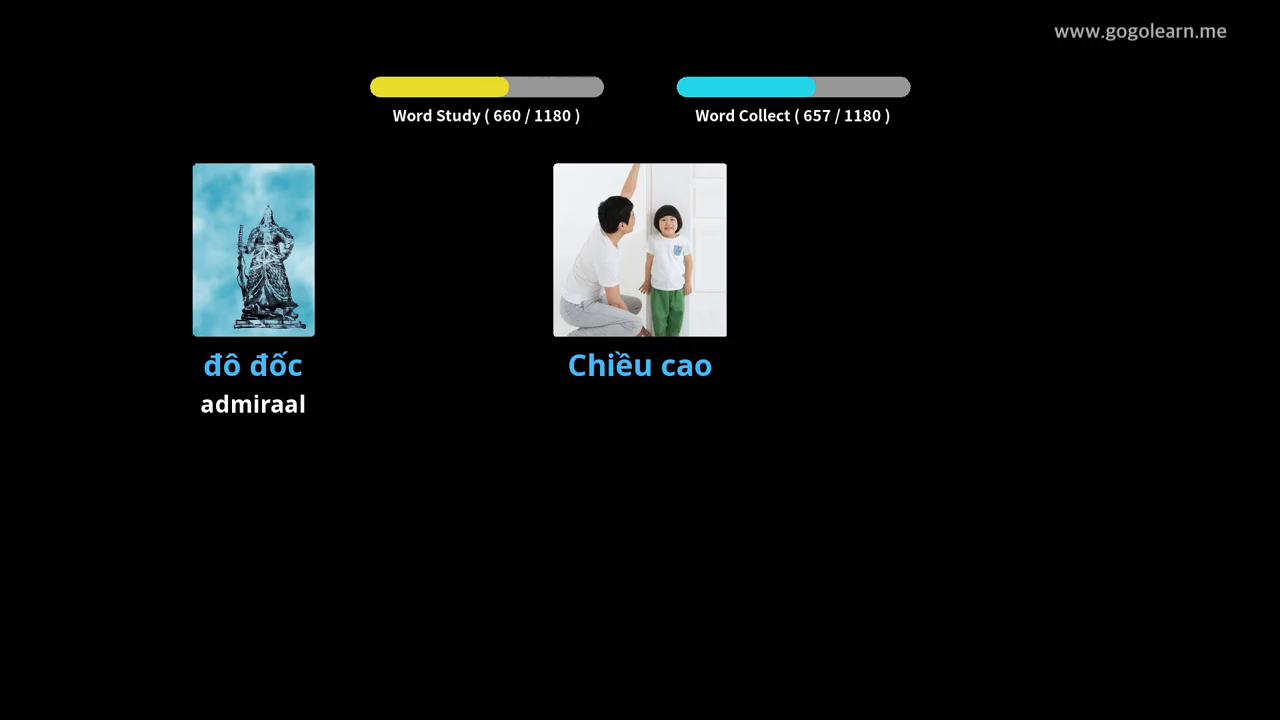 www.gogolearn.me
Word Study ( 660 / 1180 )
Word Collect ( 657 / 1180 )
đô đốc
admiraal
Chiều cao